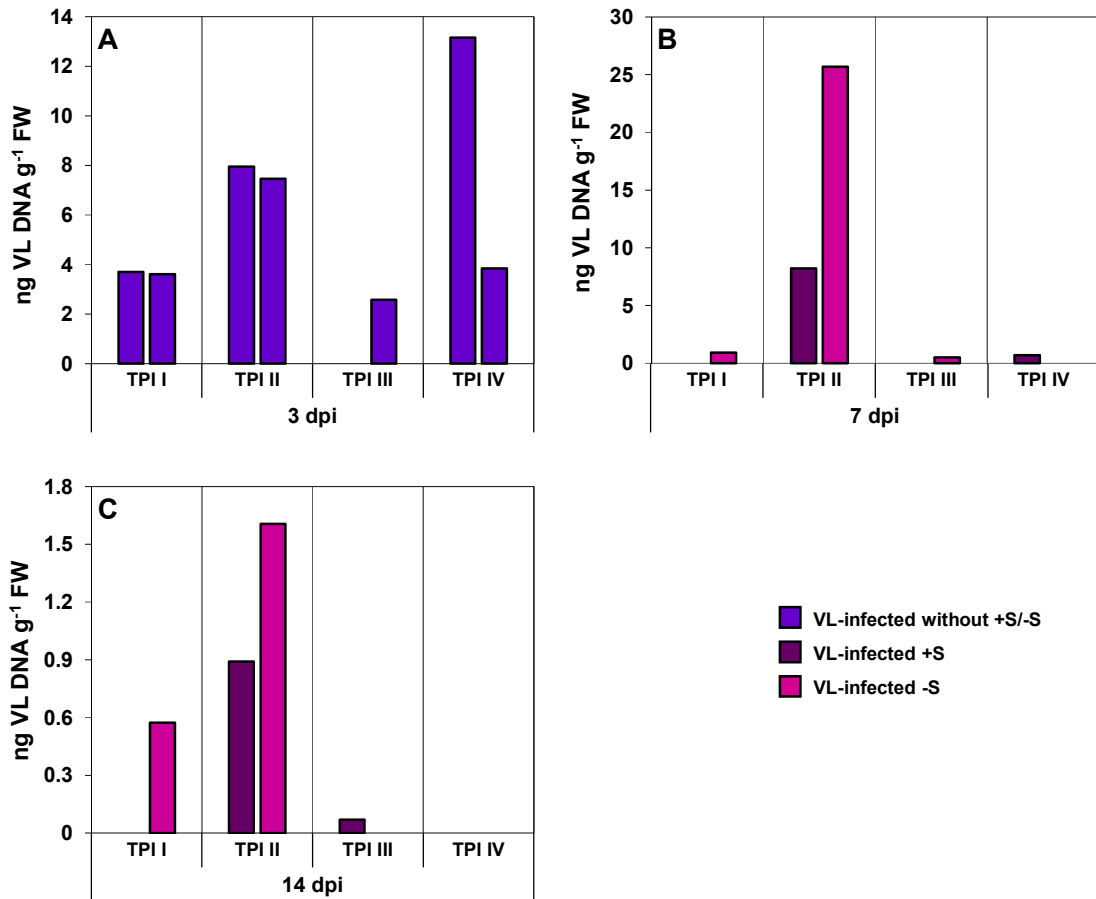 A
ng VL DNA g⁻¹ FW
14
12
10
8
6
4
2
0
TPI I TPI II TPI III TPI IV
3 dpi
B
ng VL DNA g⁻¹ FW
30
25
20
15
10
5
0
TPI I TPI II TPI III TPI IV
7 dpi
C
ng VL DNA g⁻¹ FW
1.8
1.5
1.2
0.9
0.6
0.3
0
TPI I TPI II TPI III TPI IV
14 dpi
VL-infected without +S/-S
VL-infected +S
VL-infected -S